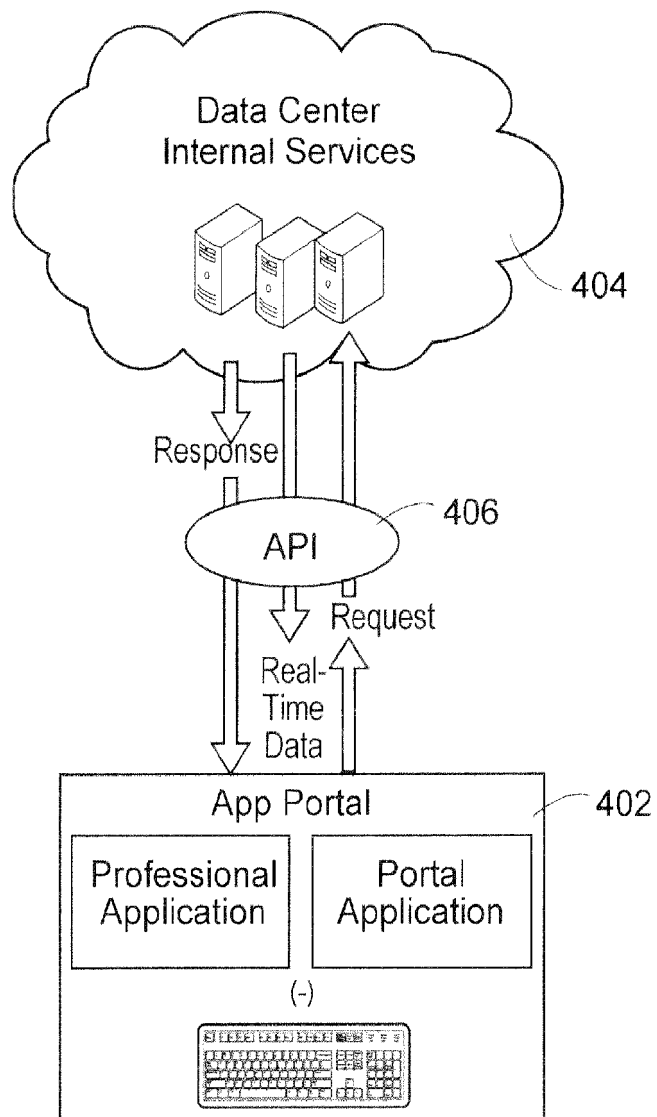 Data Center
Internal Services
404
Response
406
API
Request
Real-
Time
Data
App Portal
402
Professional
Application
Portal
Application
(-)